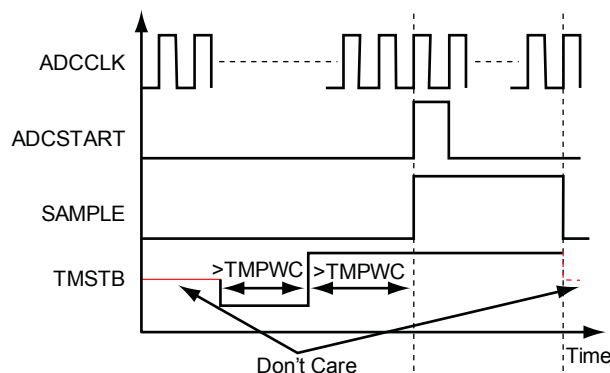 ADCCLK
ADCSTART
SAMPLE
TMSTB
>TMPWC >TMPWC
Don't Care
Time